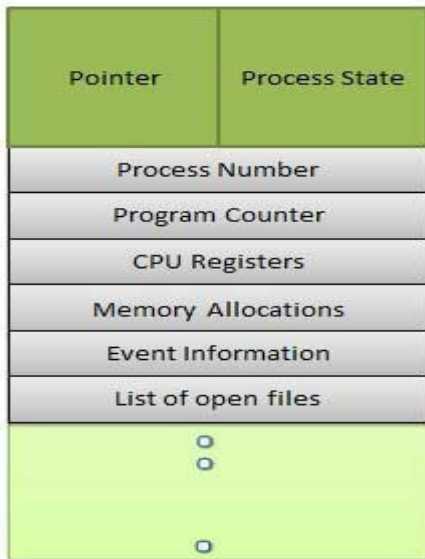 Pointer
Process State
Process Number
Program Counter
CPU Registers
Memory Allocations
Event Information
List of open files